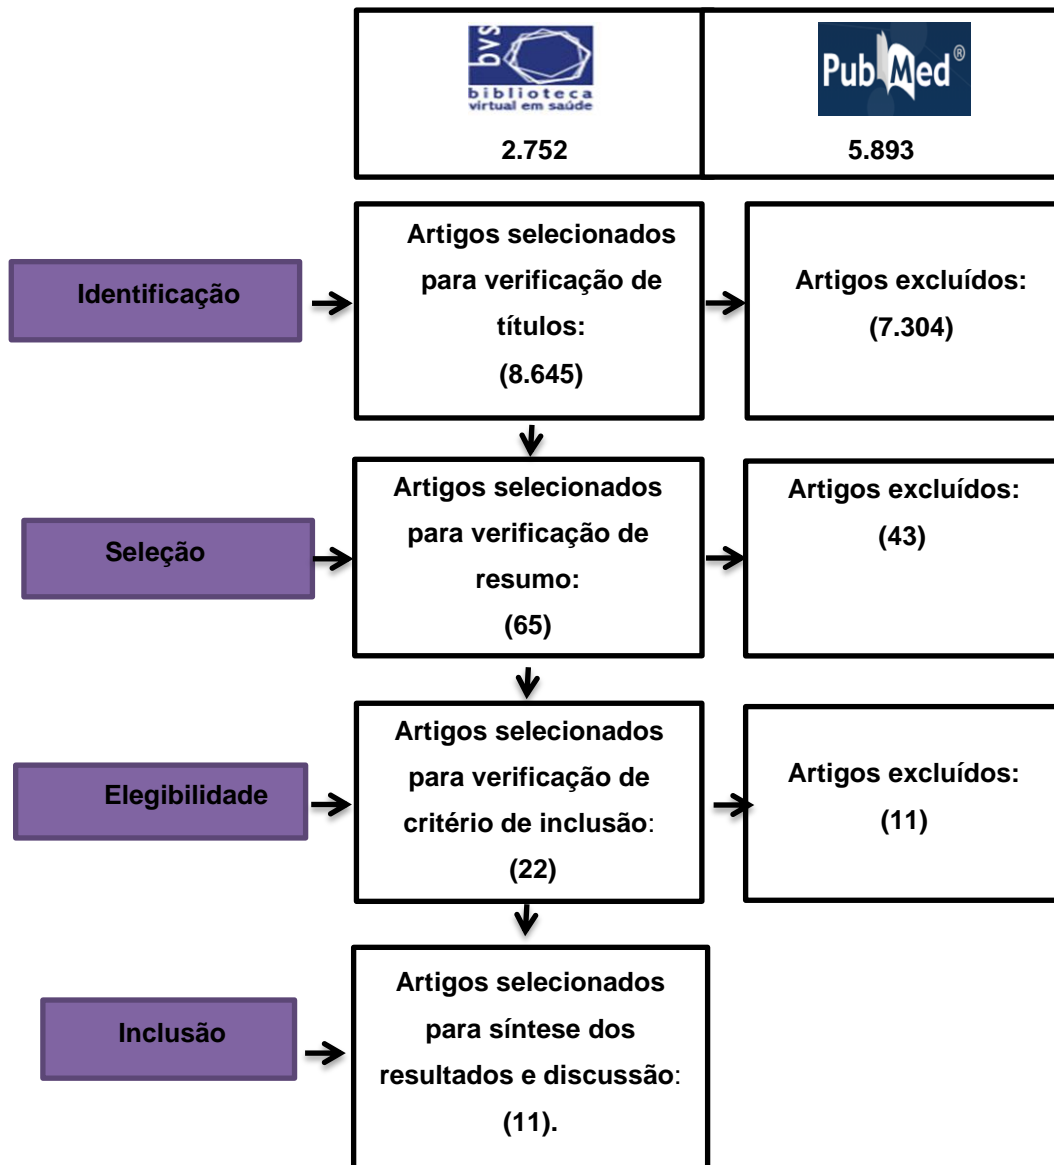 bvs
biblioteca
virtual em saúde
2.752
PubMed®
5.893
Identificação
Artigos selecionados
para verificação de
títulos:
(8.645)
Artigos excluídos:
(7.304)
Seleção
Artigos selecionados
para verificação de
resumo:
(65)
Artigos excluídos:
(43)
Elegibilidade
Artigos selecionados
para verificação de
critério de inclusão:
(22)
Artigos excluídos:
(11)
Inclusão
Artigos selecionados
para síntese dos
resultados e discussão:
(11).